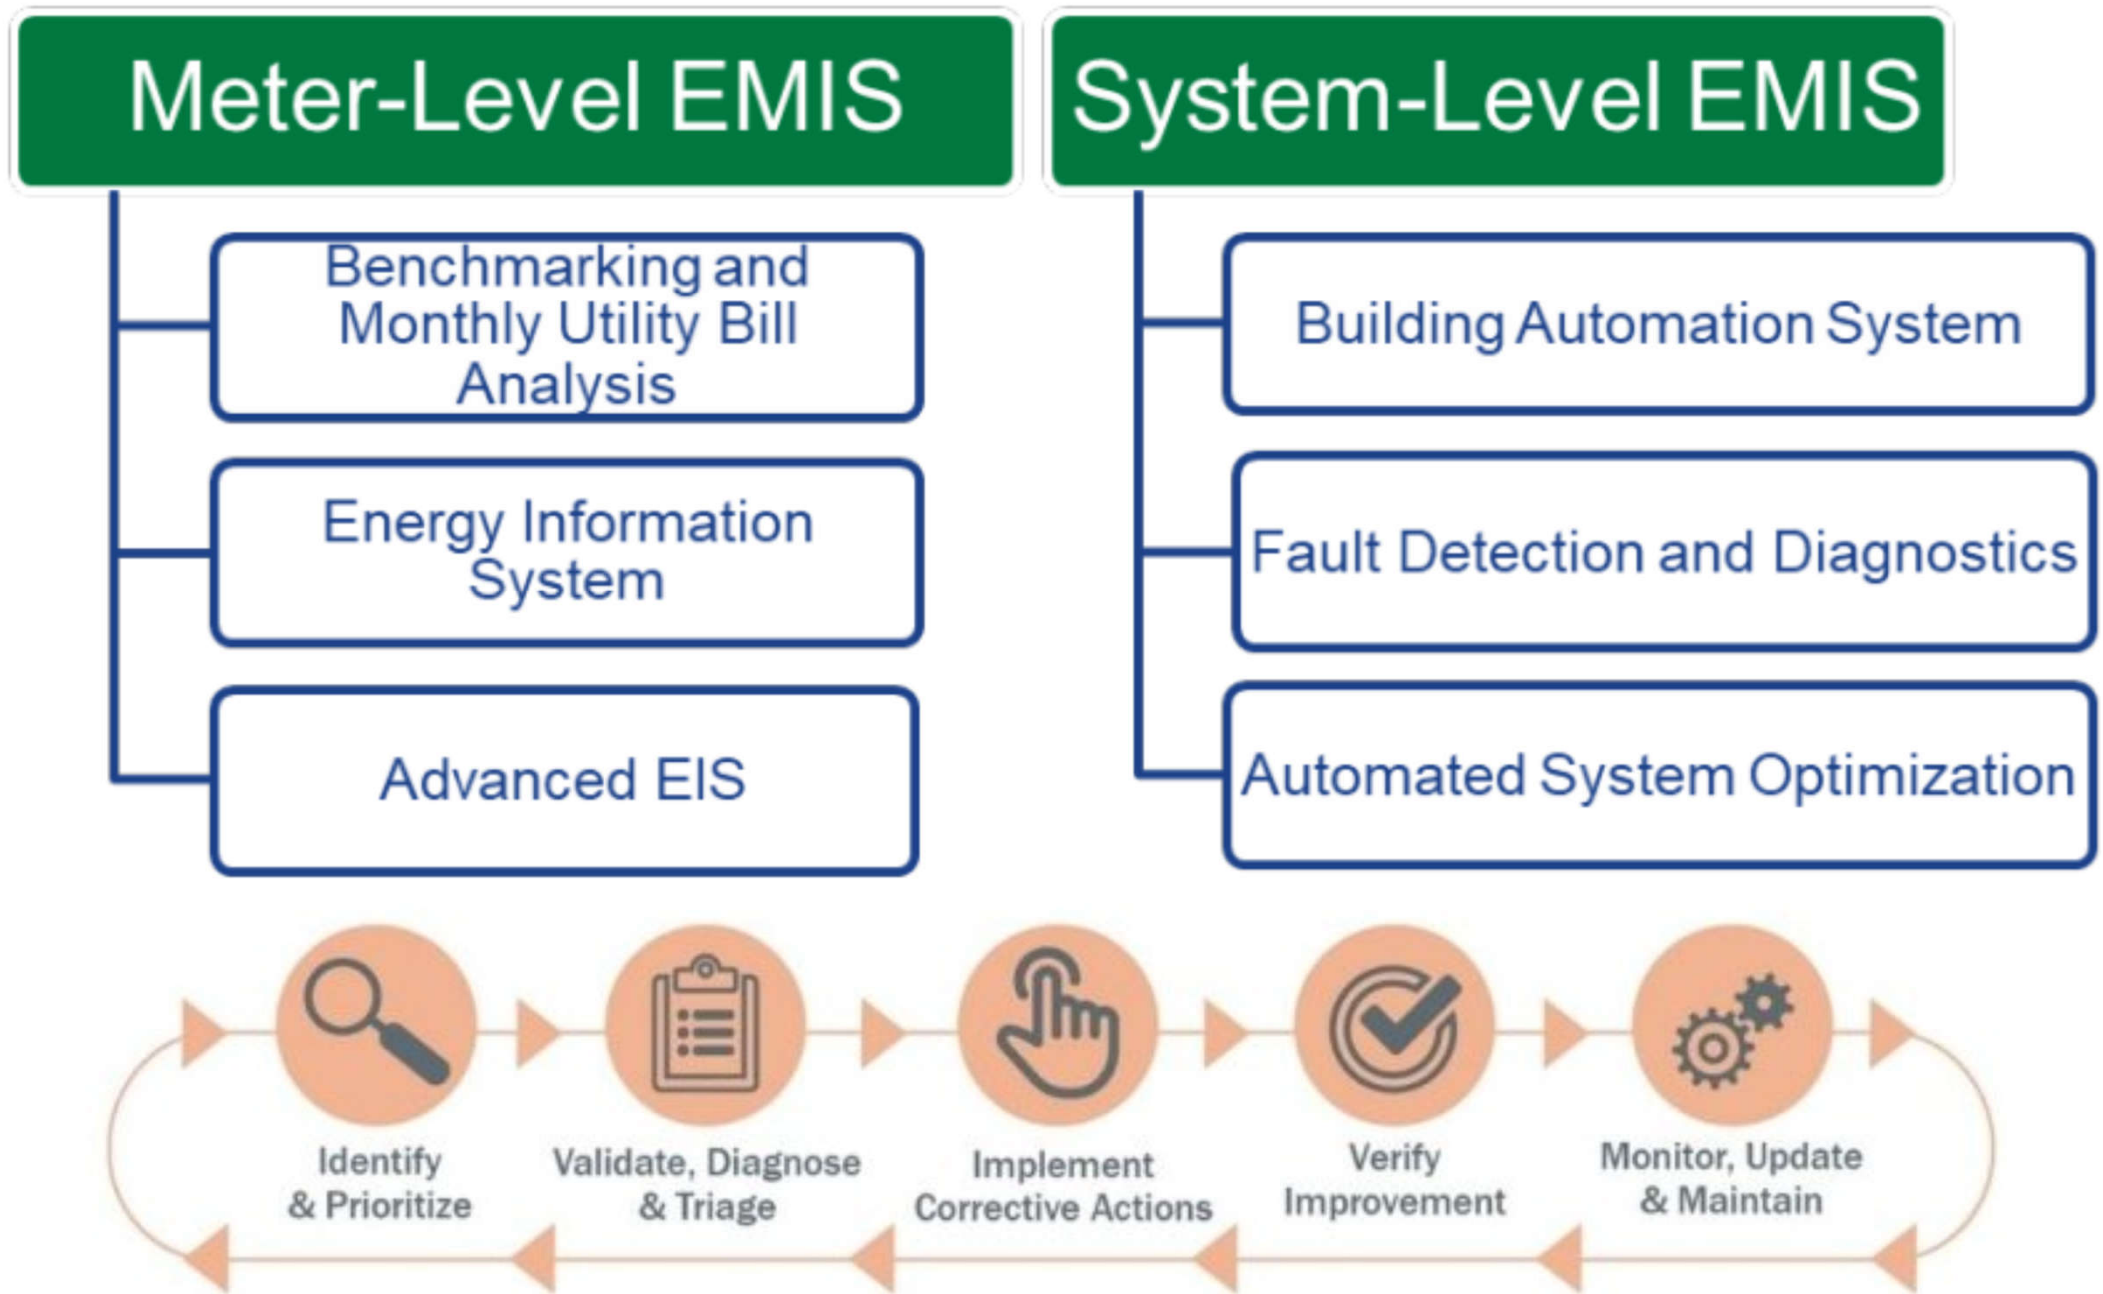 Meter-Level EMIS
Benchmarking and
Monthly Utility Bill
Analysis
Energy Information
System
Advanced EIS
System-Level EMIS
Building Automation System
Fault Detection and Diagnostics
Automated System Optimization
Identify
& Prioritize
Validate, Diagnose
& Triage
Implement
Corrective Actions
Verify
Improvement
Monitor, Update
& Maintain